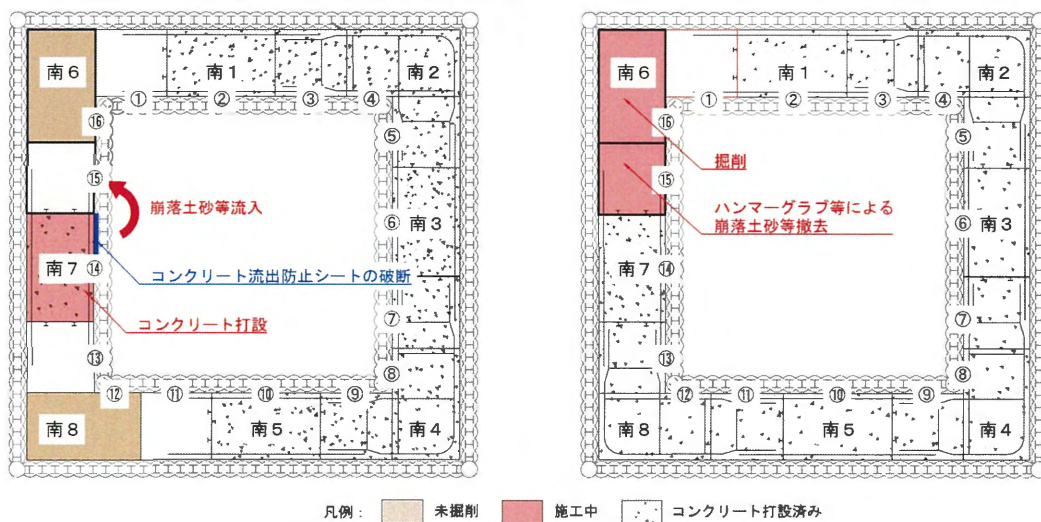 南6
南1
南2
①
②
③
④
⑯
⑤
⑮
崩落土砂等流入
⑥
南3
南7
⑭
コンクリート流出防止シートの破断
コンクリート打設
⑦
⑬
⑧
⑫
⑪
⑩
⑨
南8
南5
南4
南6
南1
南2
①
②
③
④
⑯
⑤
掘削
⑮
ハンマーグラブ等による
崩落土砂等撤去
⑥
南3
南7
⑭
⑦
⑬
⑧
⑫
⑪
⑩
⑨
南8
南5
南4
凡例：
未掘削
施工中
コンクリート打設済み